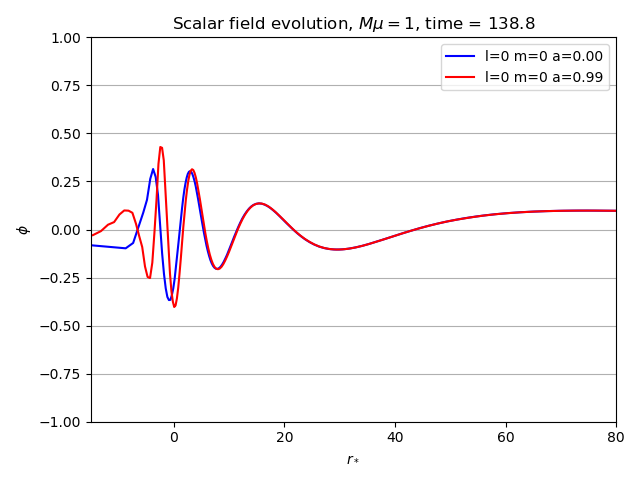 Scalar field evolution, $M\mu = 1$, time = 138.8
1.00
l=0 m=0 a=0.00
l=0 m=0 a=0.99
0.75
0.50
0.25
0.00
−0.25
−0.50
−0.75
−1.00
ϕ
0 20 40 60 80
r*